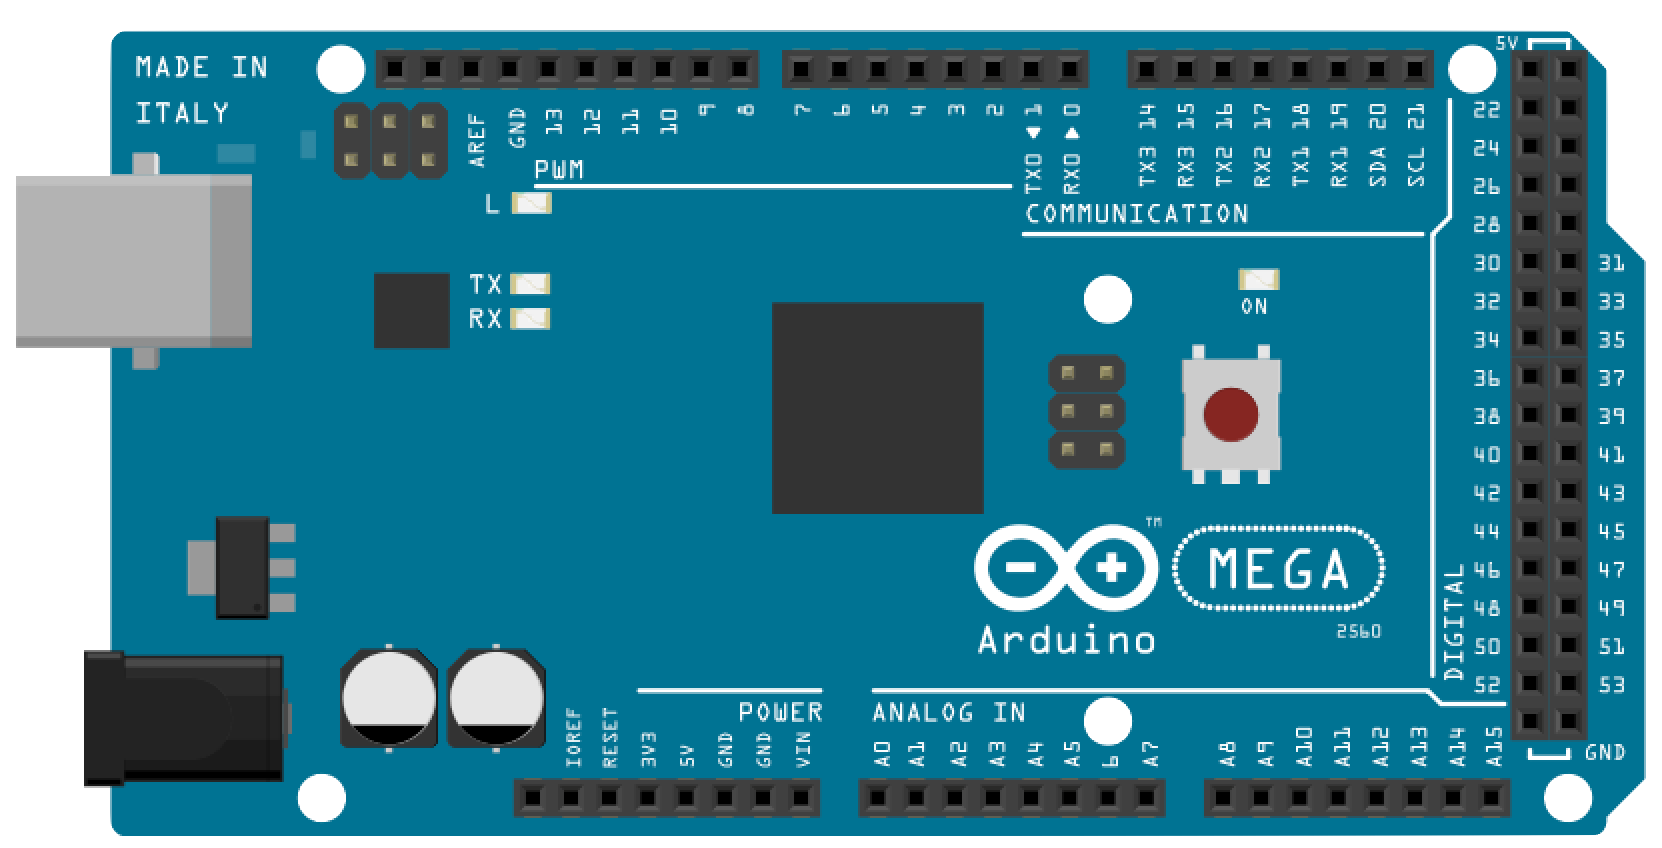 MADE IN
ITALY
5V
AREF
GND
13
12
11
10
9
8
7
6
5
4
3
2
TX0 1
RX0 0
TX3 14
RX3 15
TX2 16
RX2 17
TX1 18
RX1 19
SDA 20
SCL 21
PWM
L
COMMUNICATION
TX
RX
ON
22
24
26
28
30 31
32 33
34 35
36 37
38 39
40 41
42 43
44 45
46 47
48 49
50 51
52 53
DIGITAL
TM
MEGA
2560
Arduino
POWER
ANALOG IN
IOREF
RESET
3V3
5V
GND
GND
VIN
A0
A1
A2
A3
A4
A5
6
A7
A8
A9
A10
A11
A12
A13
A14
A15
GND